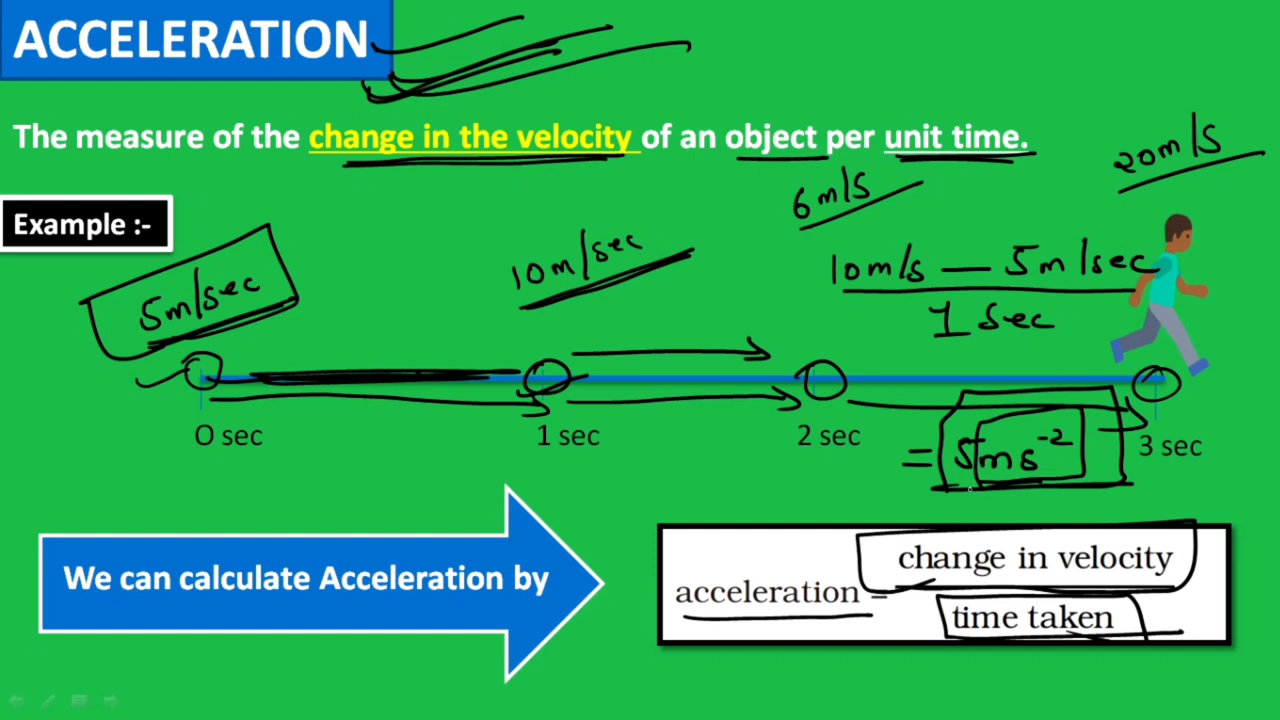 ACCELERATION
The measure of the change in the velocity of an object per unit time.
20m/s
6m/s
Example :-
10m/sec
5m/sec
10m/s — 5m/sec
1 sec
O sec
1 sec
2 sec
3 sec
= 5ms⁻²
We can calculate Acceleration by
change in velocity
acceleration =
time taken